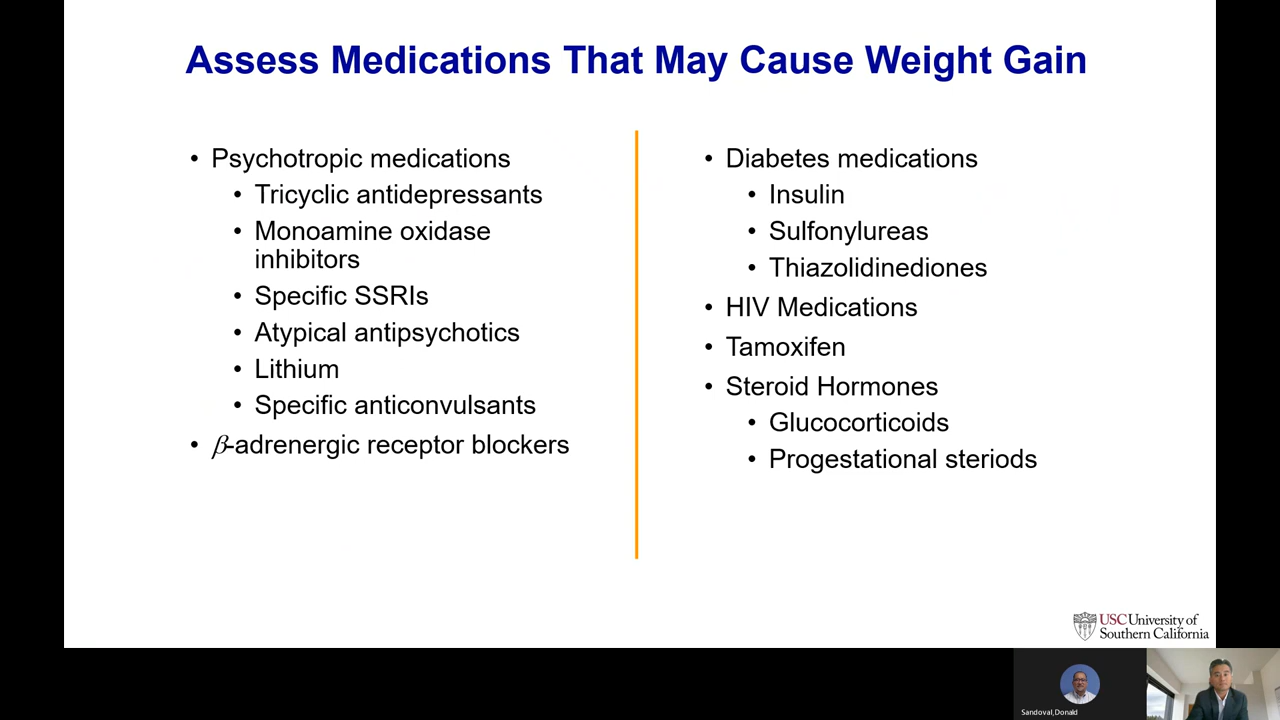 Assess Medications That May Cause Weight Gain
• Psychotropic medications
• Tricyclic antidepressants
• Monoamine oxidase
inhibitors
• Specific SSRIs
• Atypical antipsychotics
• Lithium
• Specific anticonvulsants
• β-adrenergic receptor blockers
• Diabetes medications
• Insulin
• Sulfonylureas
• Thiazolidinediones
• HIV Medications
• Tamoxifen
• Steroid Hormones
• Glucocorticoids
• Progestational steriods
USC University of
Southern California
Sandoval,Donald